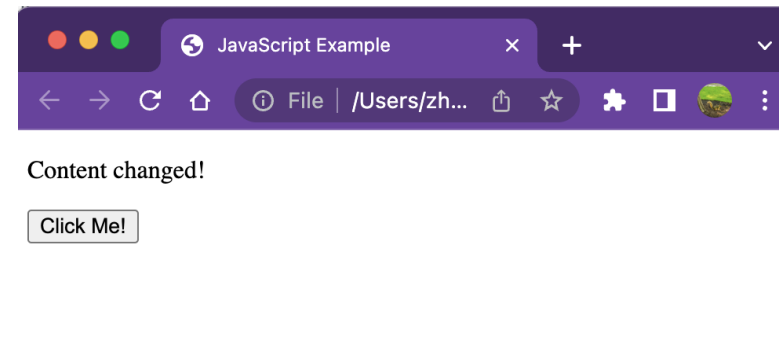 JavaScript Example
File /Users/zh...
Content changed!
Click Me!